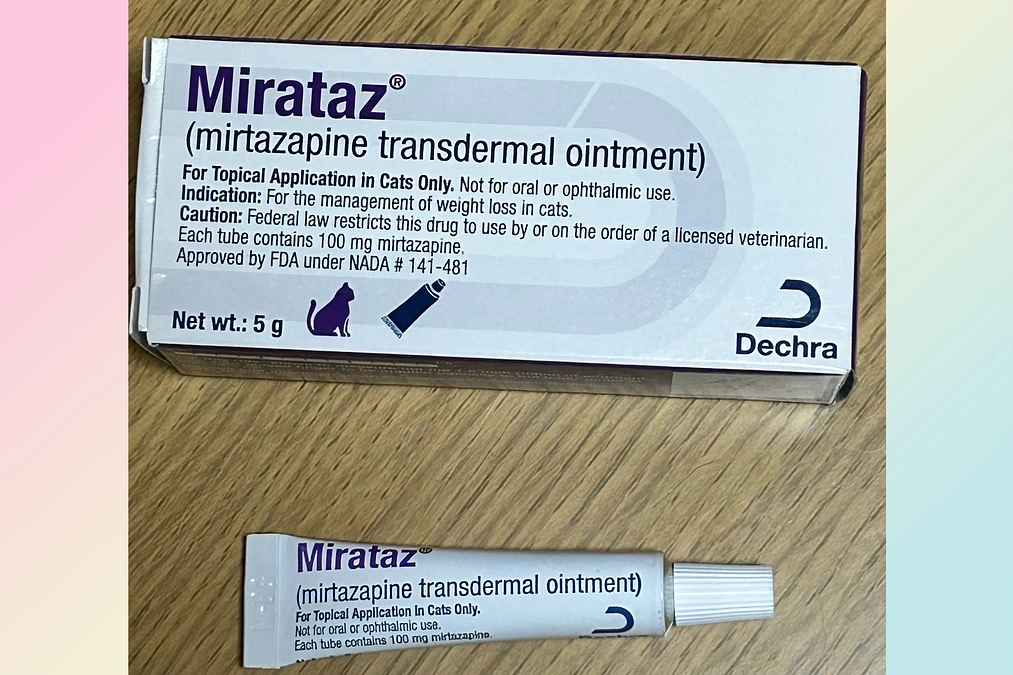 Mirataz®
(mirtazapine transdermal ointment)
For Topical Application in Cats Only. Not for oral or ophthalmic use.
Indication: For the management of weight loss in cats.
Caution: Federal law restricts this drug to use by or on the order of a licensed veterinarian.
Each tube contains 100 mg mirtazapine.
Approved by FDA under NADA # 141-481
Net wt.: 5 g
Dechra
Mirataz®
(mirtazapine transdermal ointment)
For Topical Application in Cats Only.
Not for oral or ophthalmic use.
Each tube contains 100 mg mirtazapine.